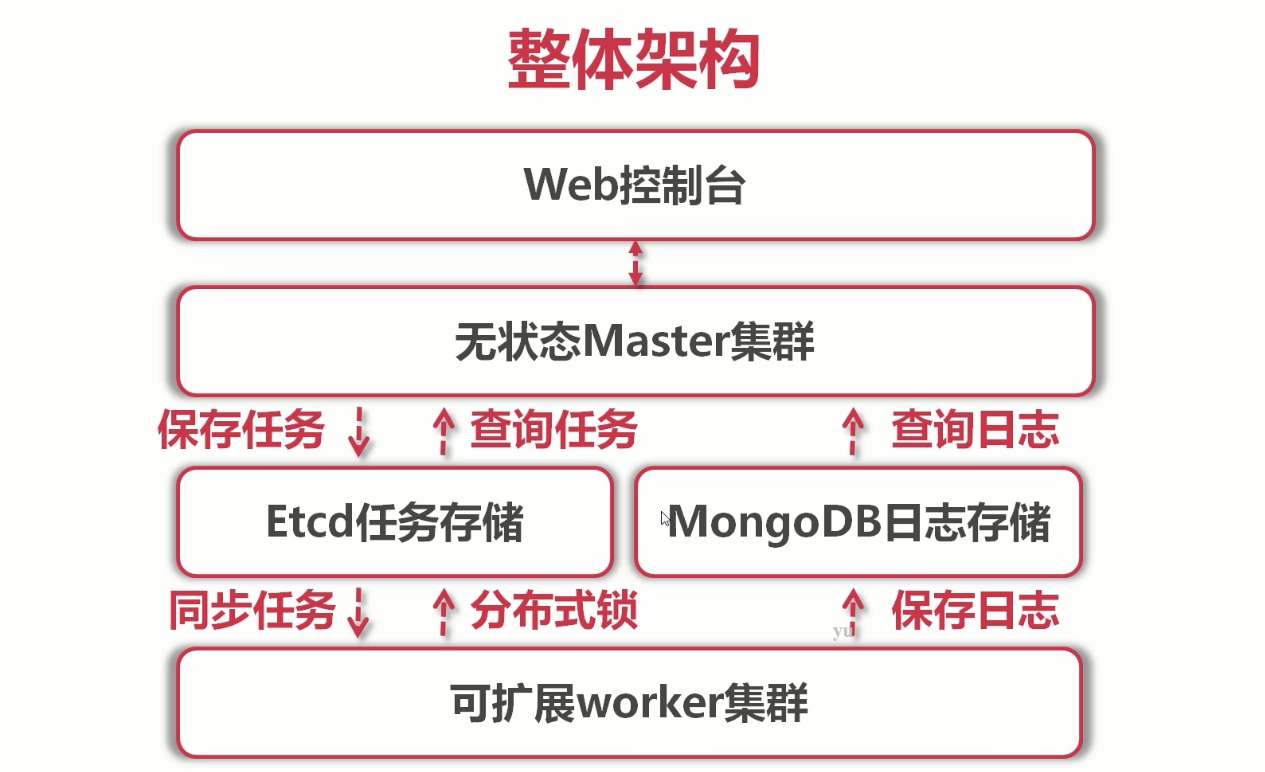 整体架构
Web控制台
无状态Master集群
保存任务 查询任务 查询日志
Etcd任务存储 MongoDB日志存储
同步任务 分布式锁 保存日志
yu
可扩展worker集群